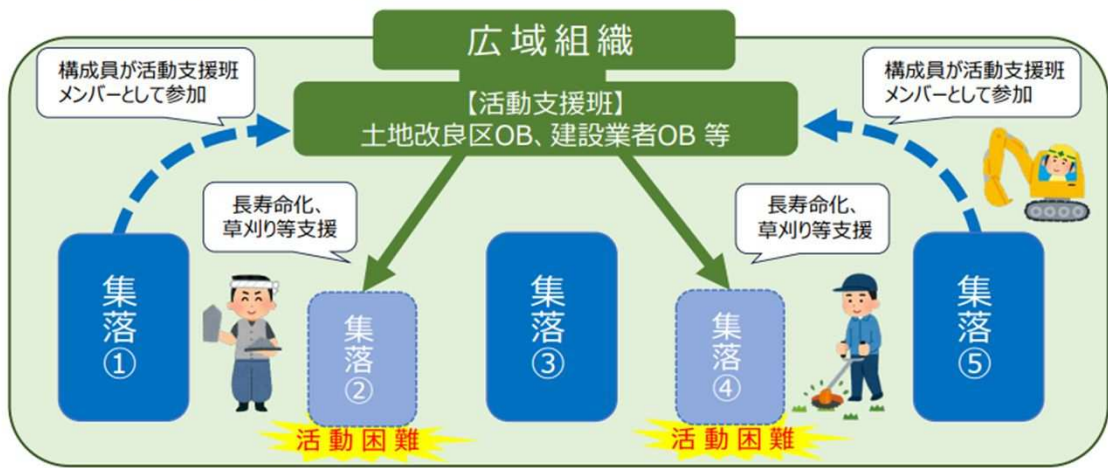 広域組織
構成員が活動支援班
メンバーとして参加
構成員が活動支援班
メンバーとして参加
【活動支援班】
土地改良区OB、建設業者OB 等
長寿命化、
草刈り等支援
長寿命化、
草刈り等支援
集落①
集落②
集落③
集落④
集落⑤
活動困難
活動困難